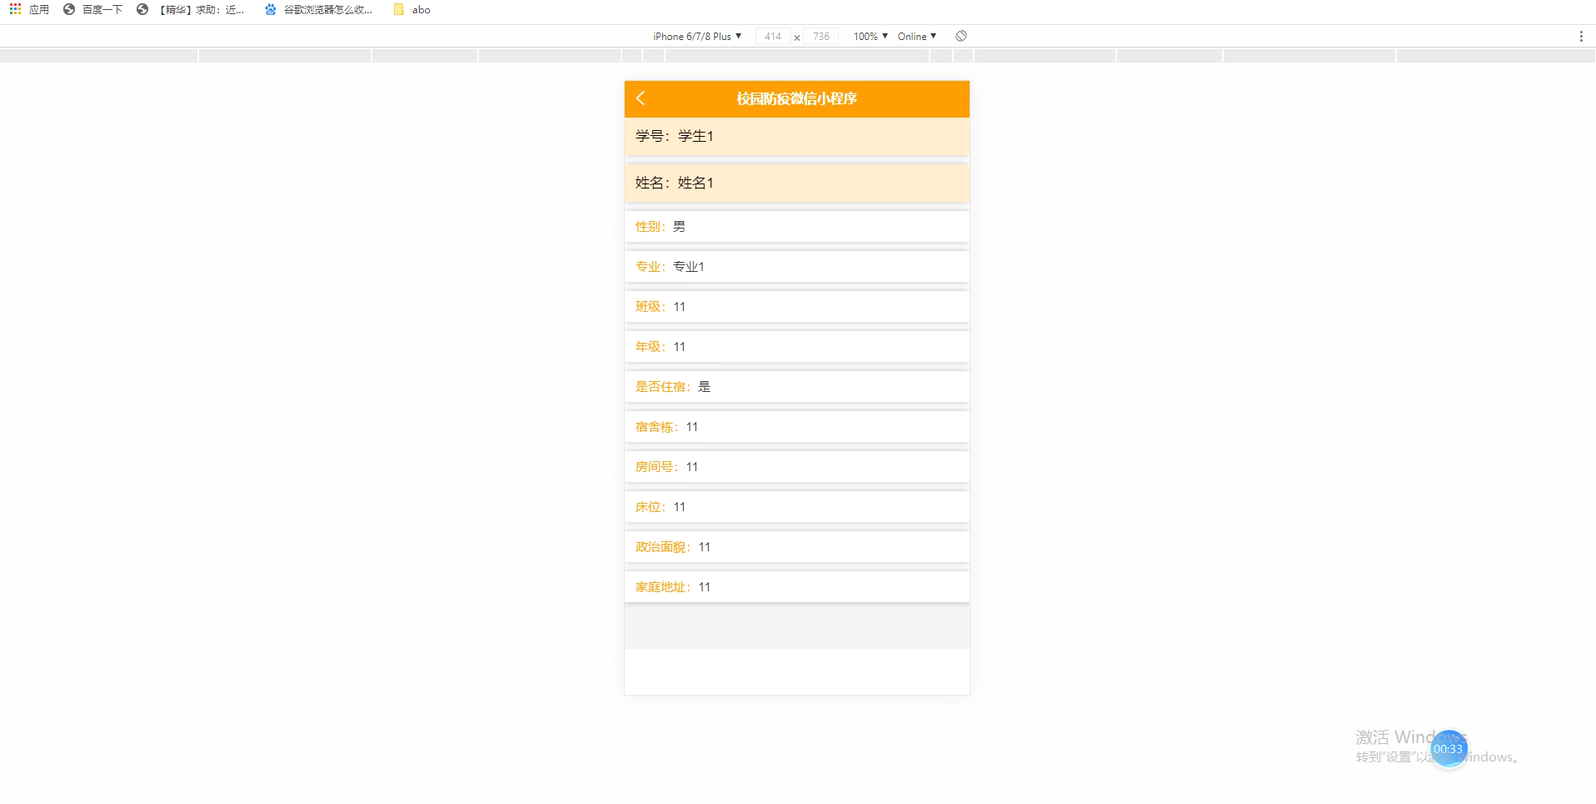 应用 百度一下 【精华】求助：近... 谷歌浏览器怎么收... abo
iPhone 6/7/8 Plus ▼ 414 x 736 100% ▼ Online ▼
校园防疫微信小程序
学号：学生1
姓名：姓名1
性别：男
专业：专业1
班级：11
年级：11
是否住宿：是
宿舍栋：11
房间号：11
床位：11
政治面貌：11
家庭地址：11
激活 Windows
00:33
转到"设置"以 Windows。